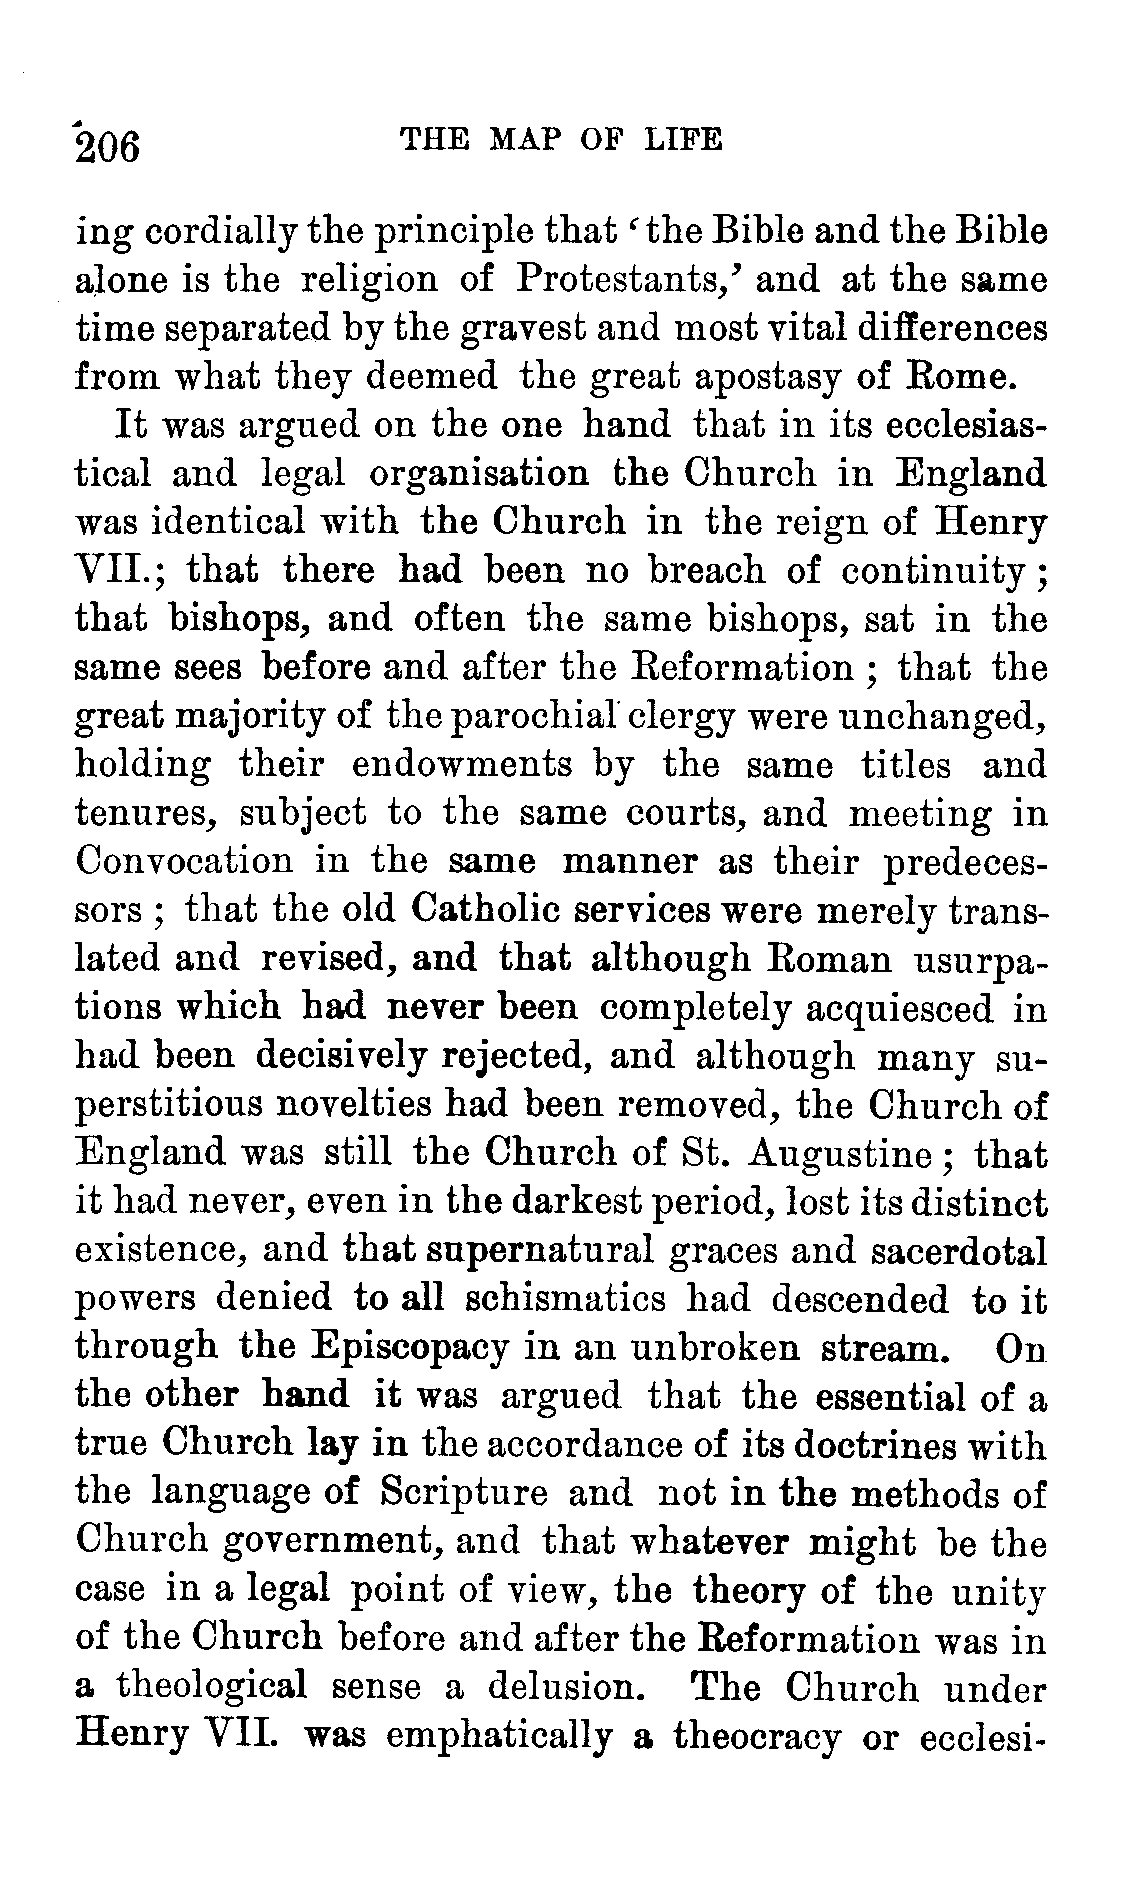 206 THE MAP OF LIFE
ing cordially the principle that ‘the Bible and the Bible
alone is the religion of Protestants,’ and at the same
time separated by the gravest and most vital differences
from what they deemed the great apostasy of Rome.
It was argued on the one hand that in its ecclesias-
tical and legal organisation the Church in England
was identical with the Church in the reign of Henry
VII.; that there had been no breach of continuity;
that bishops, and often the same bishops, sat in the
same sees before and after the Reformation; that the
great majority of the parochial clergy were unchanged,
holding their endowments by the same titles and
tenures, subject to the same courts, and meeting in
Convocation in the same manner as their predeces-
sors; that the old Catholic services were merely trans-
lated and revised, and that although Roman usurpa-
tions which had never been completely acquiesced in
had been decisively rejected, and although many su-
perstitious novelties had been removed, the Church of
England was still the Church of St. Augustine; that
it had never, even in the darkest period, lost its distinct
existence, and that supernatural graces and sacerdotal
powers denied to all schismatics had descended to it
through the Episcopacy in an unbroken stream. On
the other hand it was argued that the essential of a
true Church lay in the accordance of its doctrines with
the language of Scripture and not in the methods of
Church government, and that whatever might be the
case in a legal point of view, the theory of the unity
of the Church before and after the Reformation was in
a theological sense a delusion. The Church under
Henry VII. was emphatically a theocracy or ecclesi-